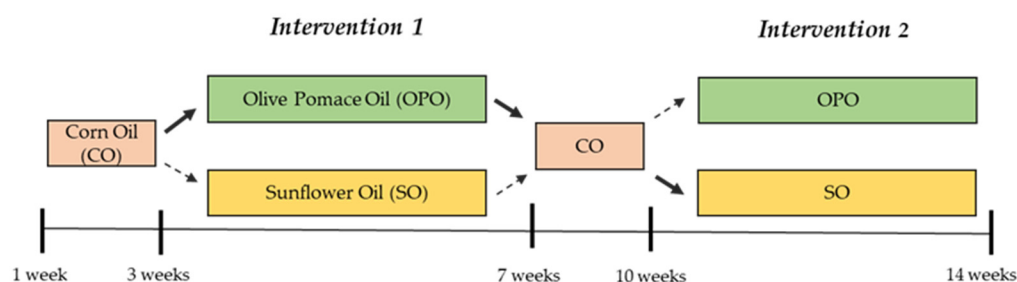 Intervention 1
Intervention 2
Olive Pomace Oil (OPO)
OPO
Corn Oil
(CO)
CO
Sunflower Oil (SO)
SO
1 week
3 weeks
7 weeks
10 weeks
14 weeks